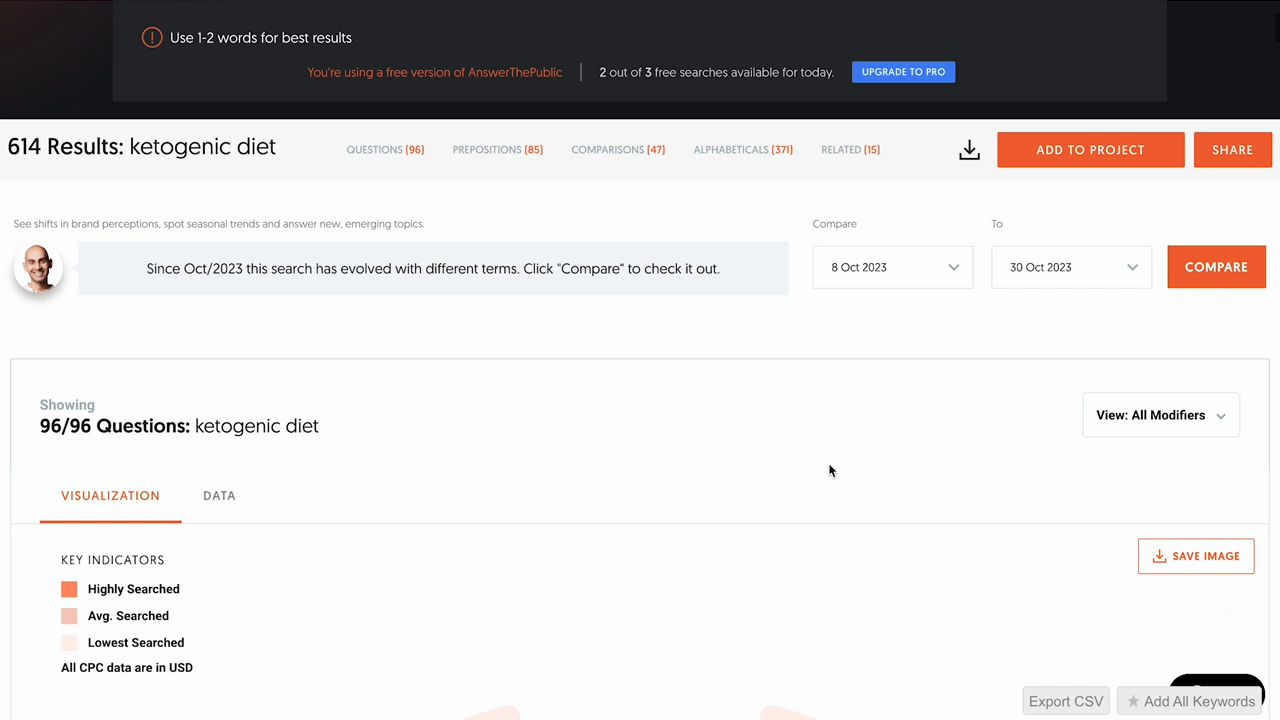 Use 1-2 words for best results
You're using a free version of AnswerThePublic
2 out of 3 free searches available for today.
UPGRADE TO PRO
614 Results: ketogenic diet
QUESTIONS (96)
PREPOSITIONS (85)
COMPARISONS (47)
ALPHABETICALS (371)
RELATED (15)
ADD TO PROJECT
SHARE
See shifts in brand perceptions, spot seasonal trends and answer new, emerging topics.
Compare
To
Since Oct/2023 this search has evolved with different terms. Click "Compare" to check it out.
8 Oct 2023
30 Oct 2023
COMPARE
Showing
96/96 Questions: ketogenic diet
View: All Modifiers
VISUALIZATION
DATA
KEY INDICATORS
SAVE IMAGE
Highly Searched
Avg. Searched
Lowest Searched
All CPC data are in USD
Export CSV
Add All Keywords